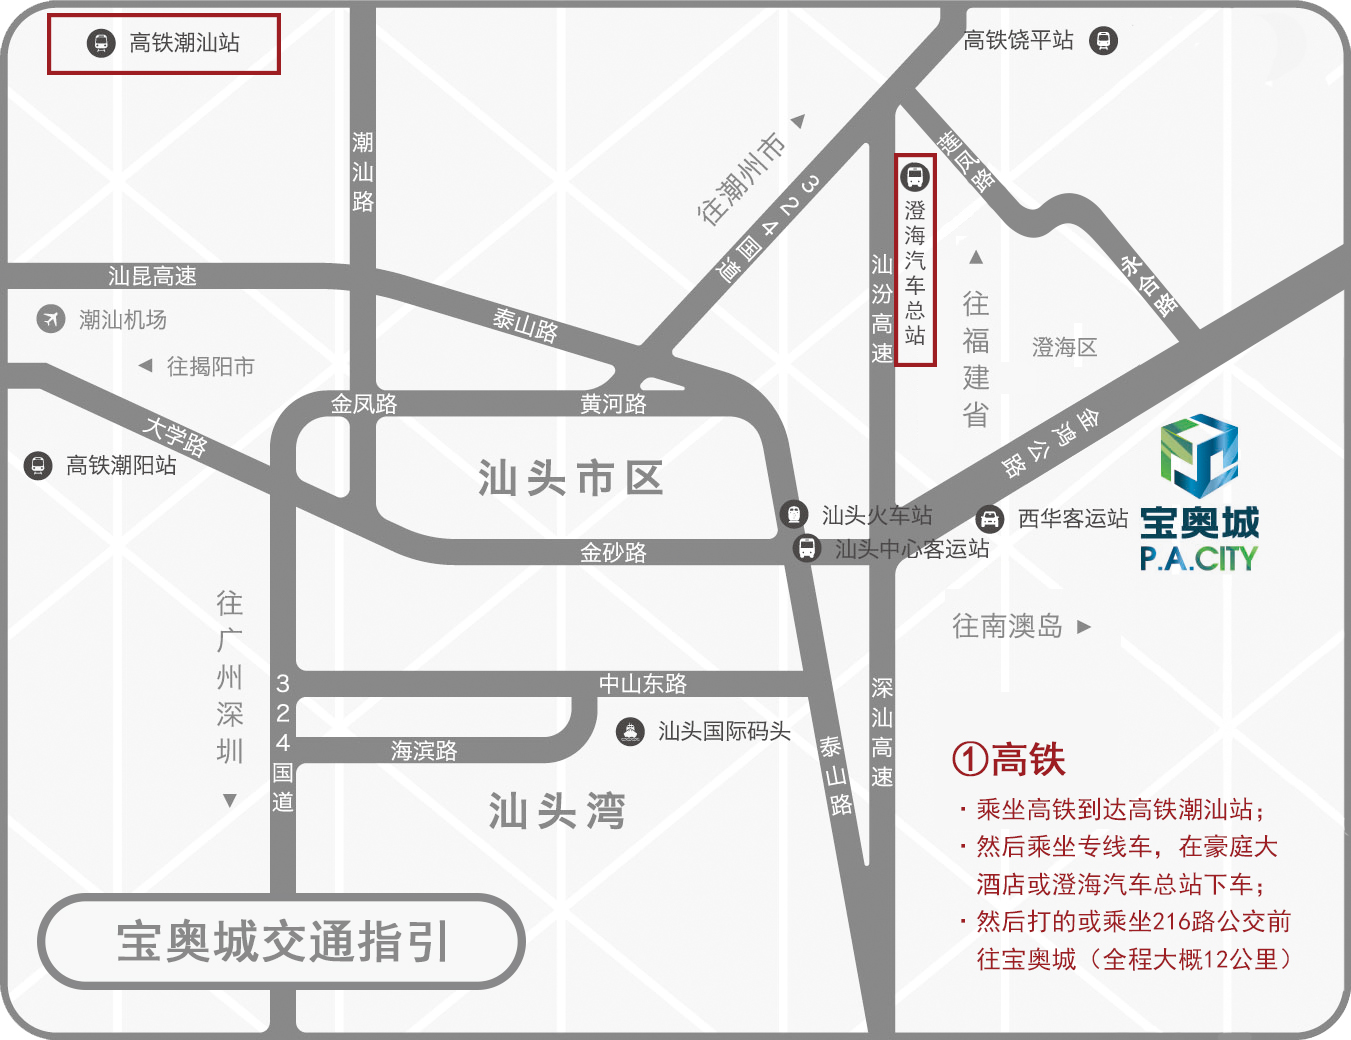 高铁潮汕站
高铁饶平站
潮汕路
往潮州市
324国道
莲凤路
澄海汽车总站
汕汾高速
往福建省
永合路
澄海区
汕昆高速
潮汕机场
往揭阳市
泰山路
金凤路
黄河路
大学路
高铁潮阳站
汕头市区
金鸿公路
汕头火车站
西华客运站
宝奥城
P.A.CITY
汕头中心客运站
金砂路
往广州深圳
往南澳岛
324国道
中山东路
海滨路
汕头国际码头
泰山路
深汕高速
汕头湾
①高铁
·乘坐高铁到达高铁潮汕站；
·然后乘坐专线车，在豪庭大
酒店或澄海汽车总站下车；
·然后打的或乘坐216路公交前
往宝奥城（全程大概12公里）
宝奥城交通指引